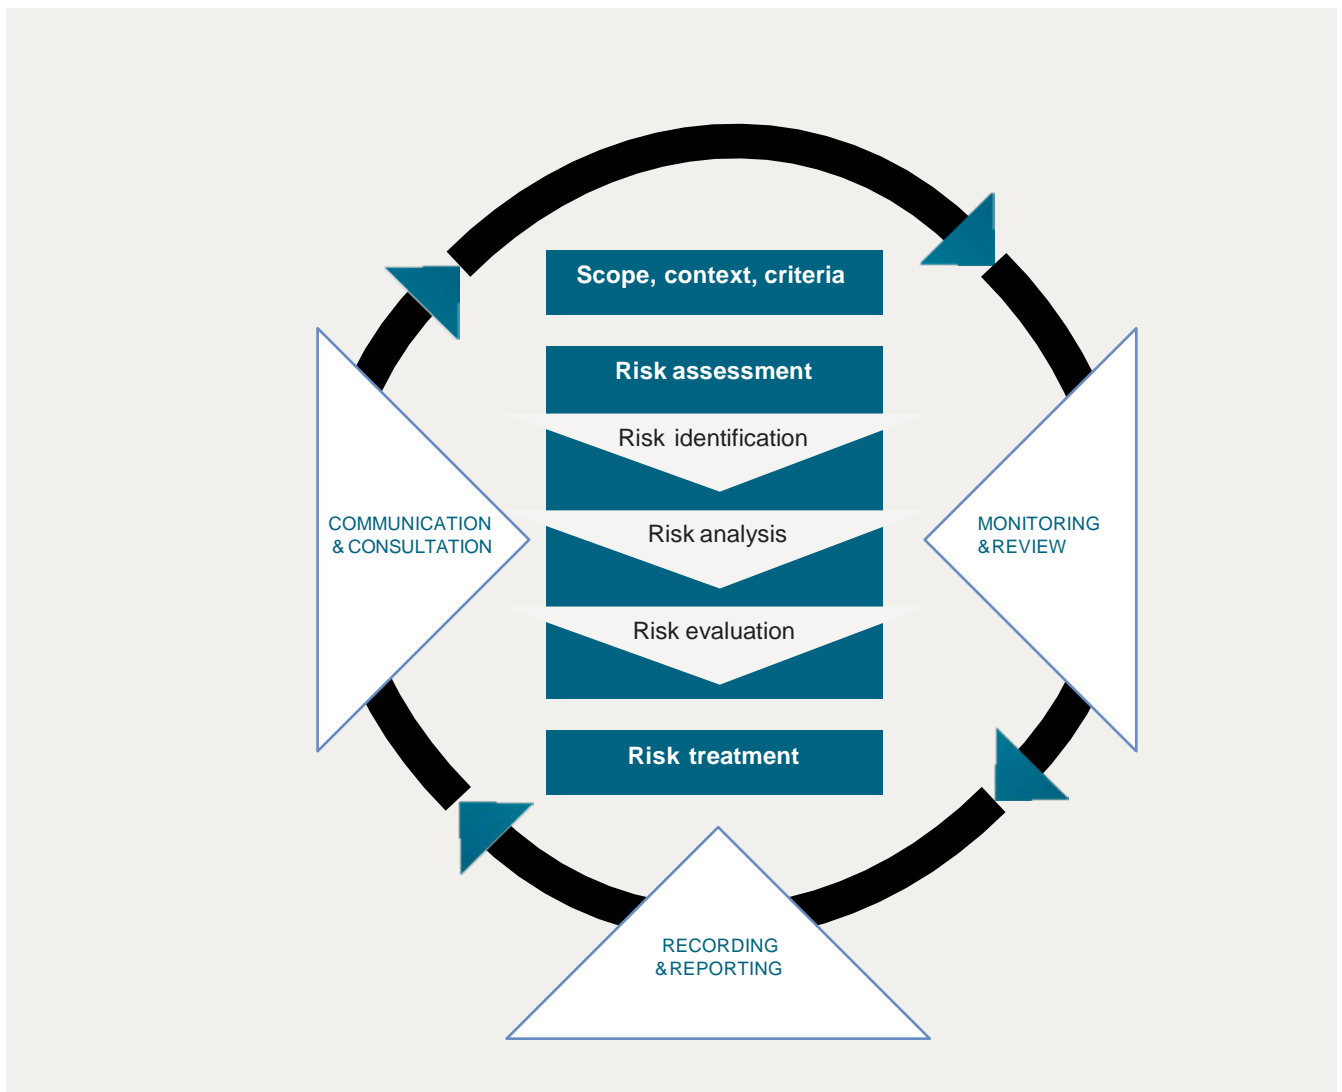 Scope, context, criteria
Risk assessment
Risk identification
Risk analysis
Risk evaluation
Risk treatment
COMMUNICATION
& CONSULTATION
MONITORING
& REVIEW
RECORDING
& REPORTING